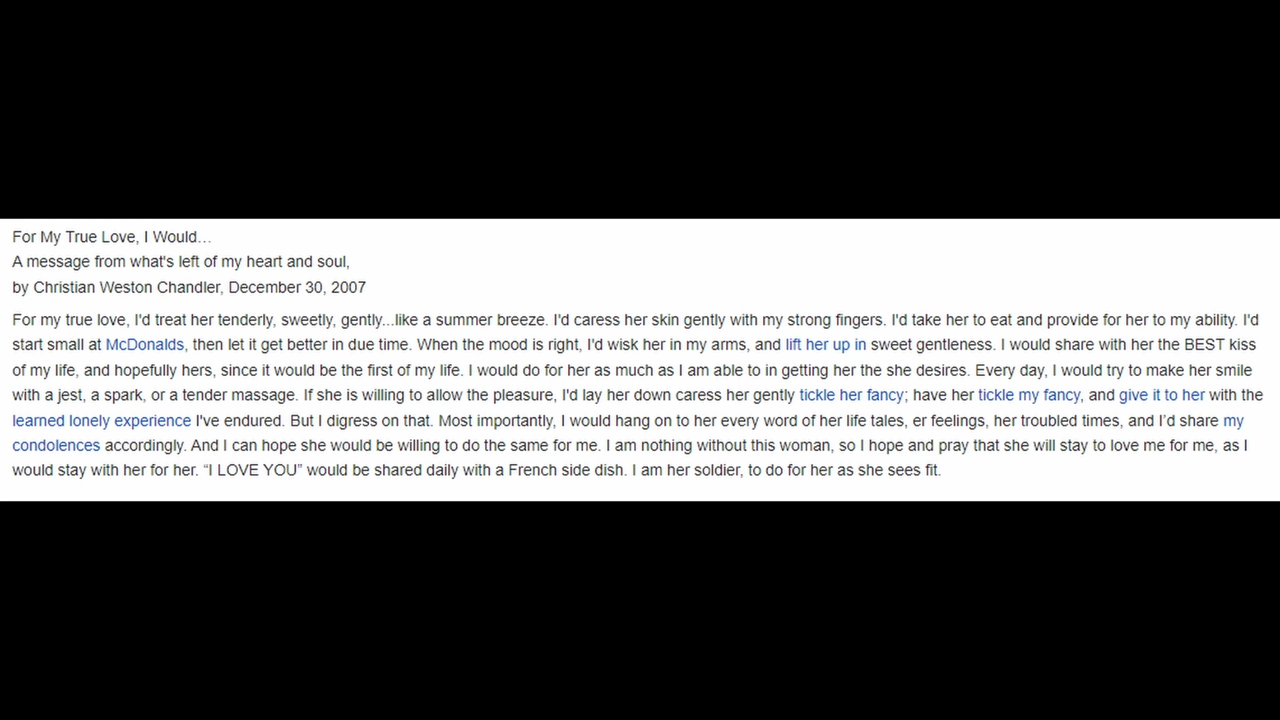 For My True Love, I Would…
A message from what's left of my heart and soul,
by Christian Weston Chandler, December 30, 2007
For my true love, I'd treat her tenderly, sweetly, gently...like a summer breeze. I'd caress her skin gently with my strong fingers. I'd take her to eat and provide for her to my ability. I'd
start small at McDonalds, then let it get better in due time. When the mood is right, I'd wisk her in my arms, and lift her up in sweet gentleness. I would share with her the BEST kiss
of my life, and hopefully hers, since it would be the first of my life. I would do for her as much as I am able to in getting her the she desires. Every day, I would try to make her smile
with a jest, a spark, or a tender massage. If she is willing to allow the pleasure, I'd lay her down caress her gently tickle her fancy; have her tickle my fancy, and give it to her with the
learned lonely experience I've endured. But I digress on that. Most importantly, I would hang on to her every word of her life tales, er feelings, her troubled times, and I’d share my
condolences accordingly. And I can hope she would be willing to do the same for me. I am nothing without this woman, so I hope and pray that she will stay to love me for me, as I
would stay with her for her. “I LOVE YOU” would be shared daily with a French side dish. I am her soldier, to do for her as she sees fit.